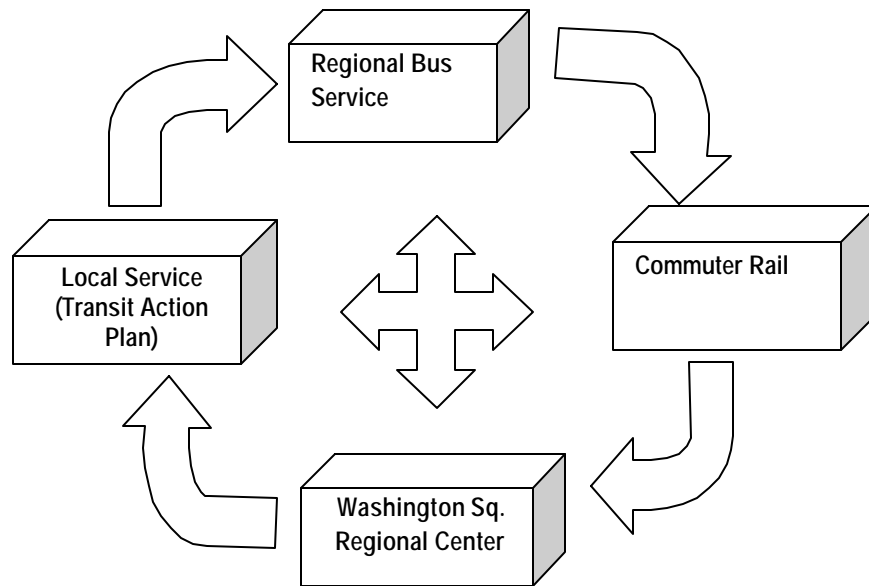 Regional Bus
Service
Commuter Rail
Local Service
(Transit Action
Plan)
Washington Sq.
Regional Center